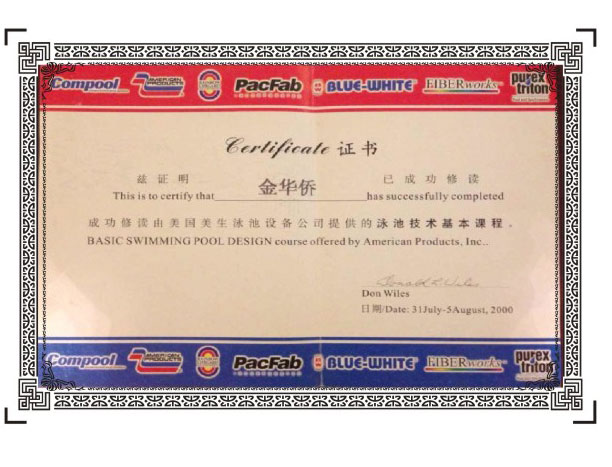 Compool AMERICAN PRODUCTS PacFab BLUE-WHITE FIBERworks purex triton
Certificate 证书
兹证明 金华侨 已成功修读
This is to certify that has successfully completed
成功修读由美国美生泳池设备公司提供的泳池技术基本课程。
BASIC SWIMMING POOL DESIGN course offered by American Products, Inc..
Donald L Wiles
Don Wiles
日期/Date: 31July-5August, 2000
Compool AMERICAN PRODUCTS PacFab BLUE-WHITE FIBERworks purex triton